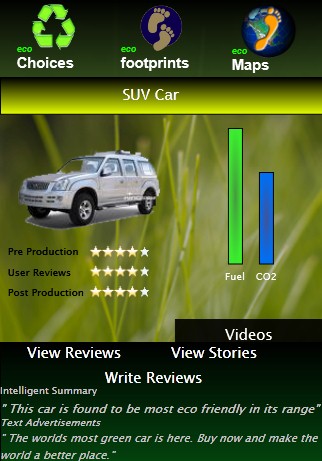 eco Choices
eco footprints
eco Maps
SUV Car
Pre Production
User Reviews
Post Production
Fuel CO2
Videos
View Reviews View Stories
Write Reviews
Intelligent Summary
" This car is found to be most eco friendly in its range"
Text Advertisements
" The worlds most green car is here. Buy now and make the
world a better place."